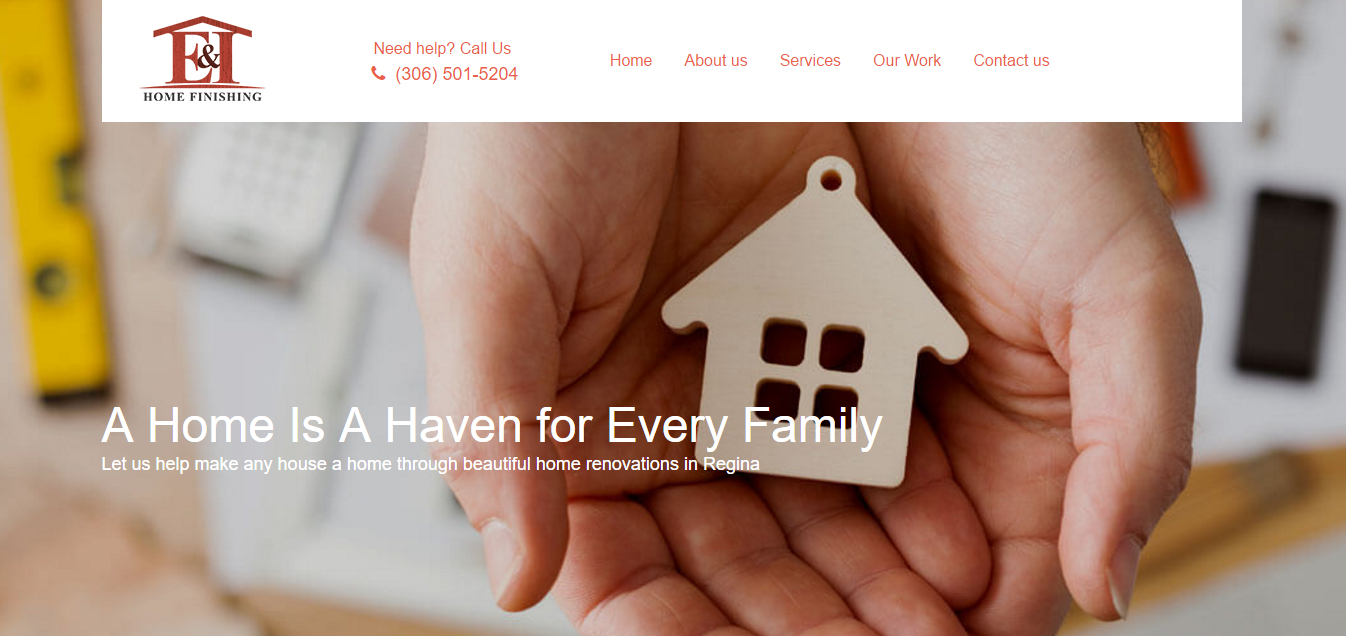 E&I
HOME FINISHING
Need help? Call Us
(306) 501-5204
Home About us Services Our Work Contact us
A Home Is A Haven for Every Family
Let us help make any house a home through beautiful home renovations in Regina